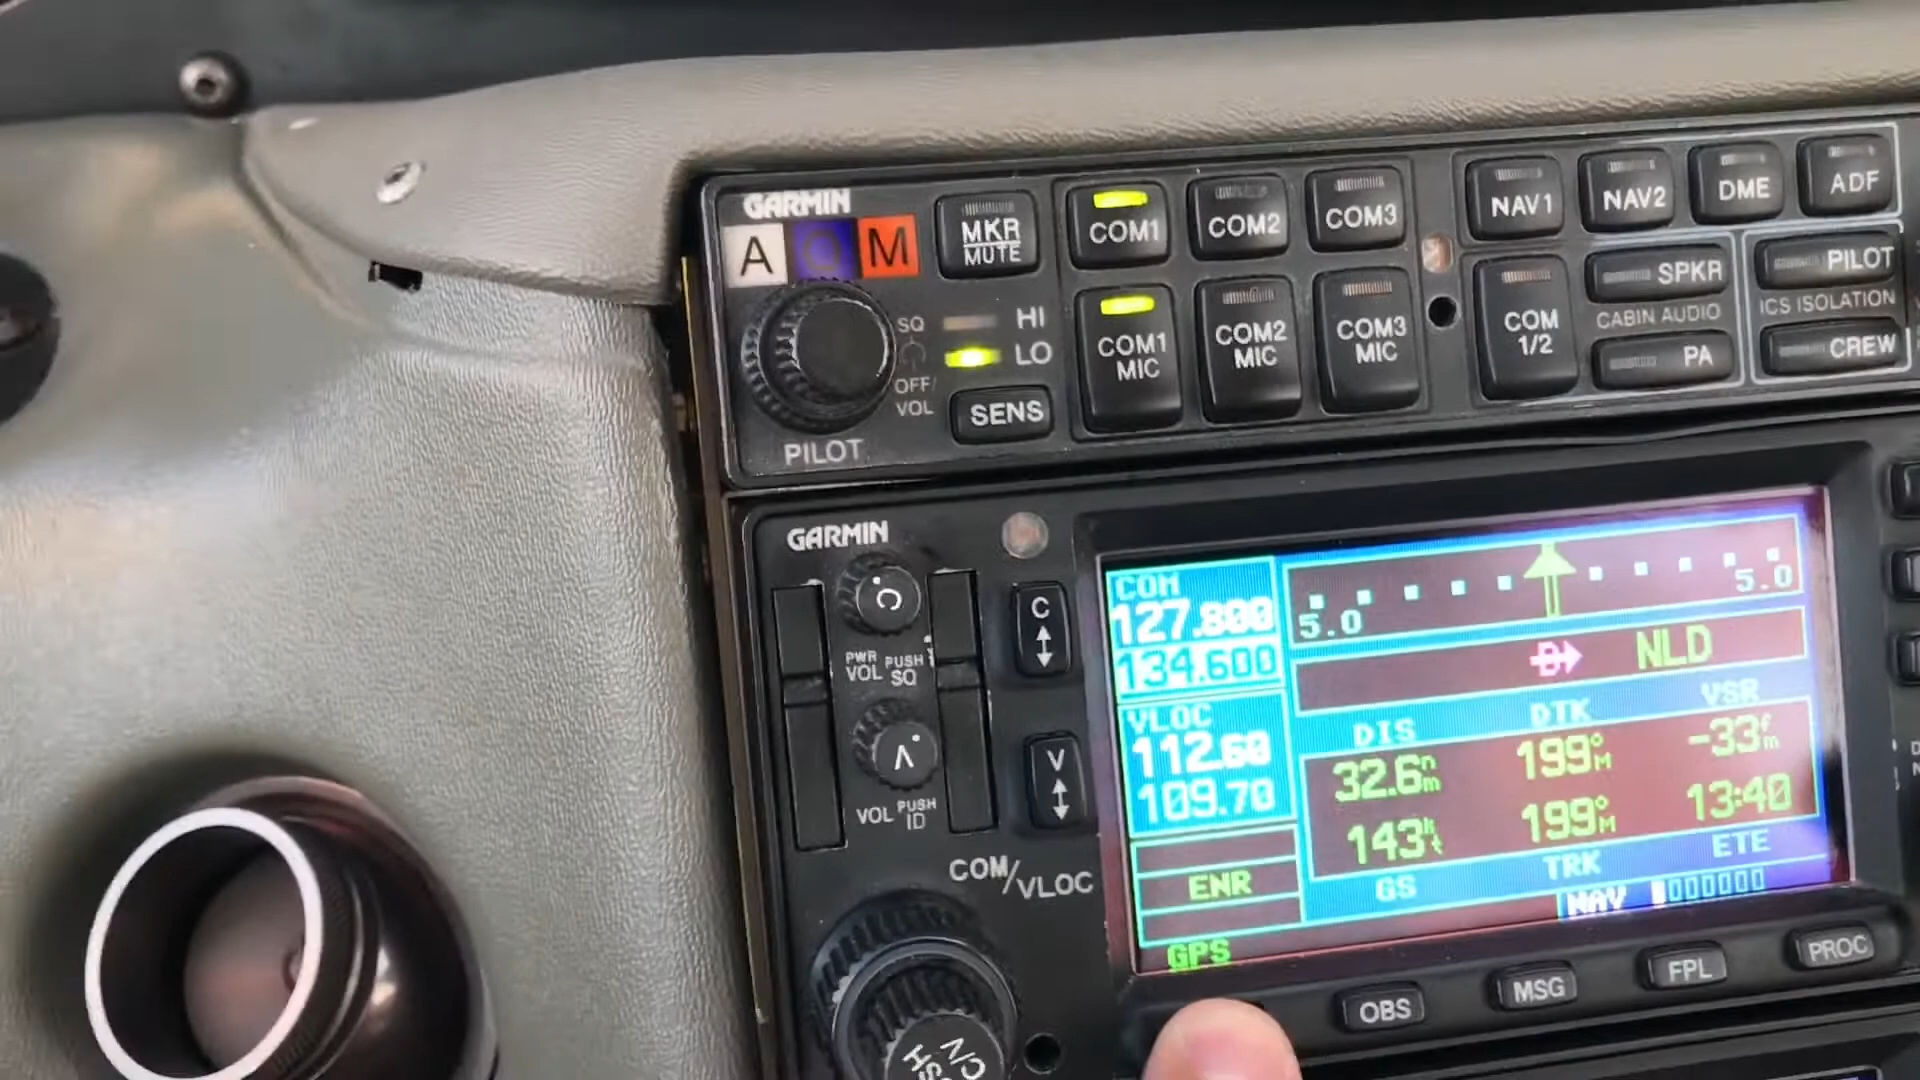 GARMIN
A O M
MKR
MUTE
COM1
COM2
COM3
NAV1
NAV2
DME
ADF
SQ
OFF/
VOL
HI
LO
SENS
PILOT
COM1
MIC
COM2
MIC
COM3
MIC
COM
1/2
SPKR
CABIN AUDIO
PA
PILOT
ICS ISOLATION
CREW
GARMIN
C
PWR
VOL
PUSH
SQ
C
V
VOL
PUSH
ID
V
COM/VLOC
COM
127.800
134.600
VLOC
112.60
109.70
ENR
GPS
5.0
5.0
D NLD
DIS DTK VSR
32.6nm 199°M -33fm
143kt 199°M 13:40
GS TRK ETE
NAV
OBS
MSG
FPL
PROC